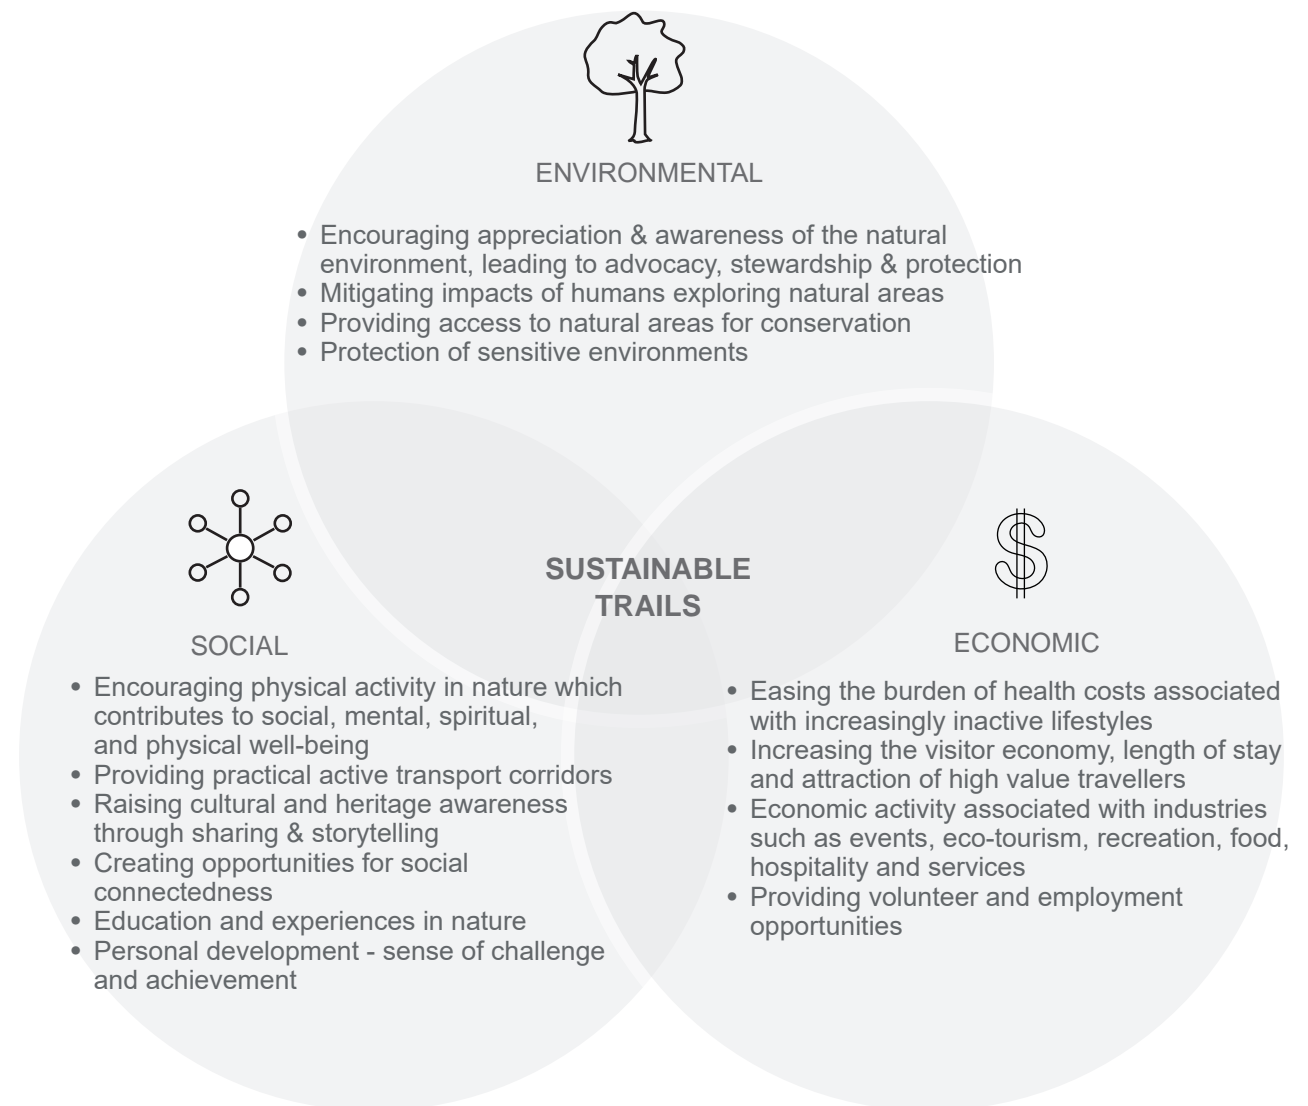 ENVIRONMENTAL
• Encouraging appreciation & awareness of the natural
environment, leading to advocacy, stewardship & protection
• Mitigating impacts of humans exploring natural areas
• Providing access to natural areas for conservation
• Protection of sensitive environments
SUSTAINABLE
TRAILS
SOCIAL
• Encouraging physical activity in nature which
contributes to social, mental, spiritual,
and physical well-being
• Providing practical active transport corridors
• Raising cultural and heritage awareness
through sharing & storytelling
• Creating opportunities for social
connectedness
• Education and experiences in nature
• Personal development - sense of challenge
and achievement
ECONOMIC
• Easing the burden of health costs associated
with increasingly inactive lifestyles
• Increasing the visitor economy, length of stay
and attraction of high value travellers
• Economic activity associated with industries
such as events, eco-tourism, recreation, food,
hospitality and services
• Providing volunteer and employment
opportunities